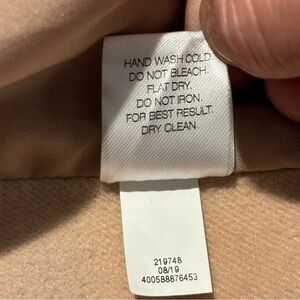 HAND WASH COLD
DO NOT BLEACH.
FLAT DRY.
DO NOT IRON.
FOR BEST RESULT.
DRY CLEAN.
219748
08/19
400588876453